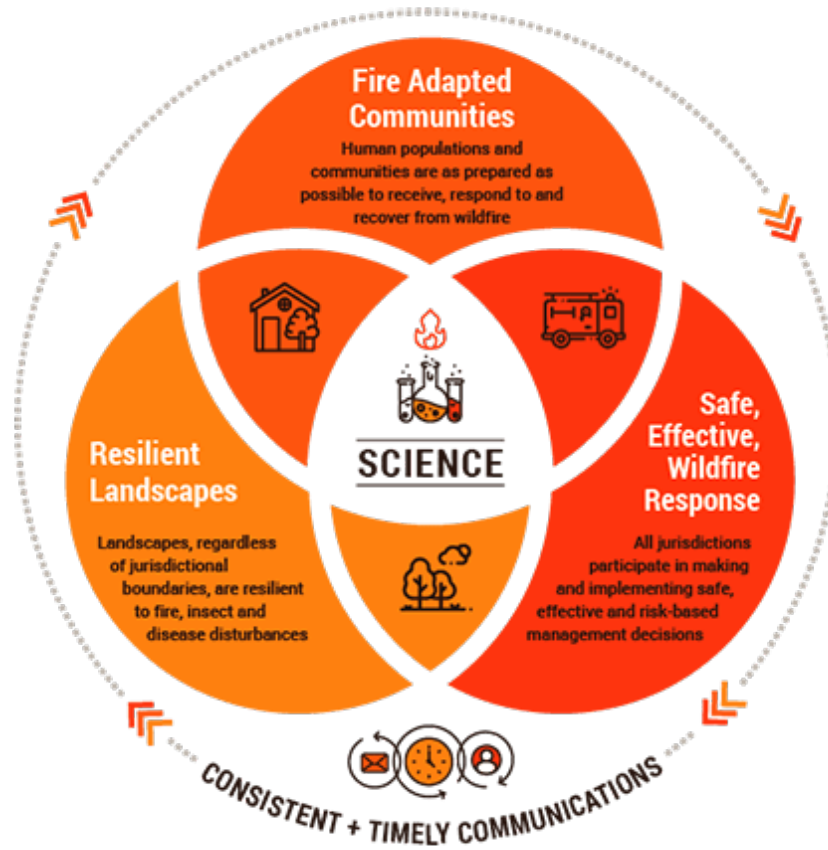 Fire Adapted
Communities
Human populations and
communities are as prepared as
possible to receive, respond to and
recover from wildfire
SCIENCE
Resilient
Landscapes
Landscapes, regardless
of jurisdictional
boundaries, are resilient
to fire, insect and
disease disturbances
Safe,
Effective,
Wildfire
Response
All jurisdictions
participate in making
and implementing safe,
effective and risk-based
management decisions
CONSISTENT + TIMELY COMMUNICATIONS